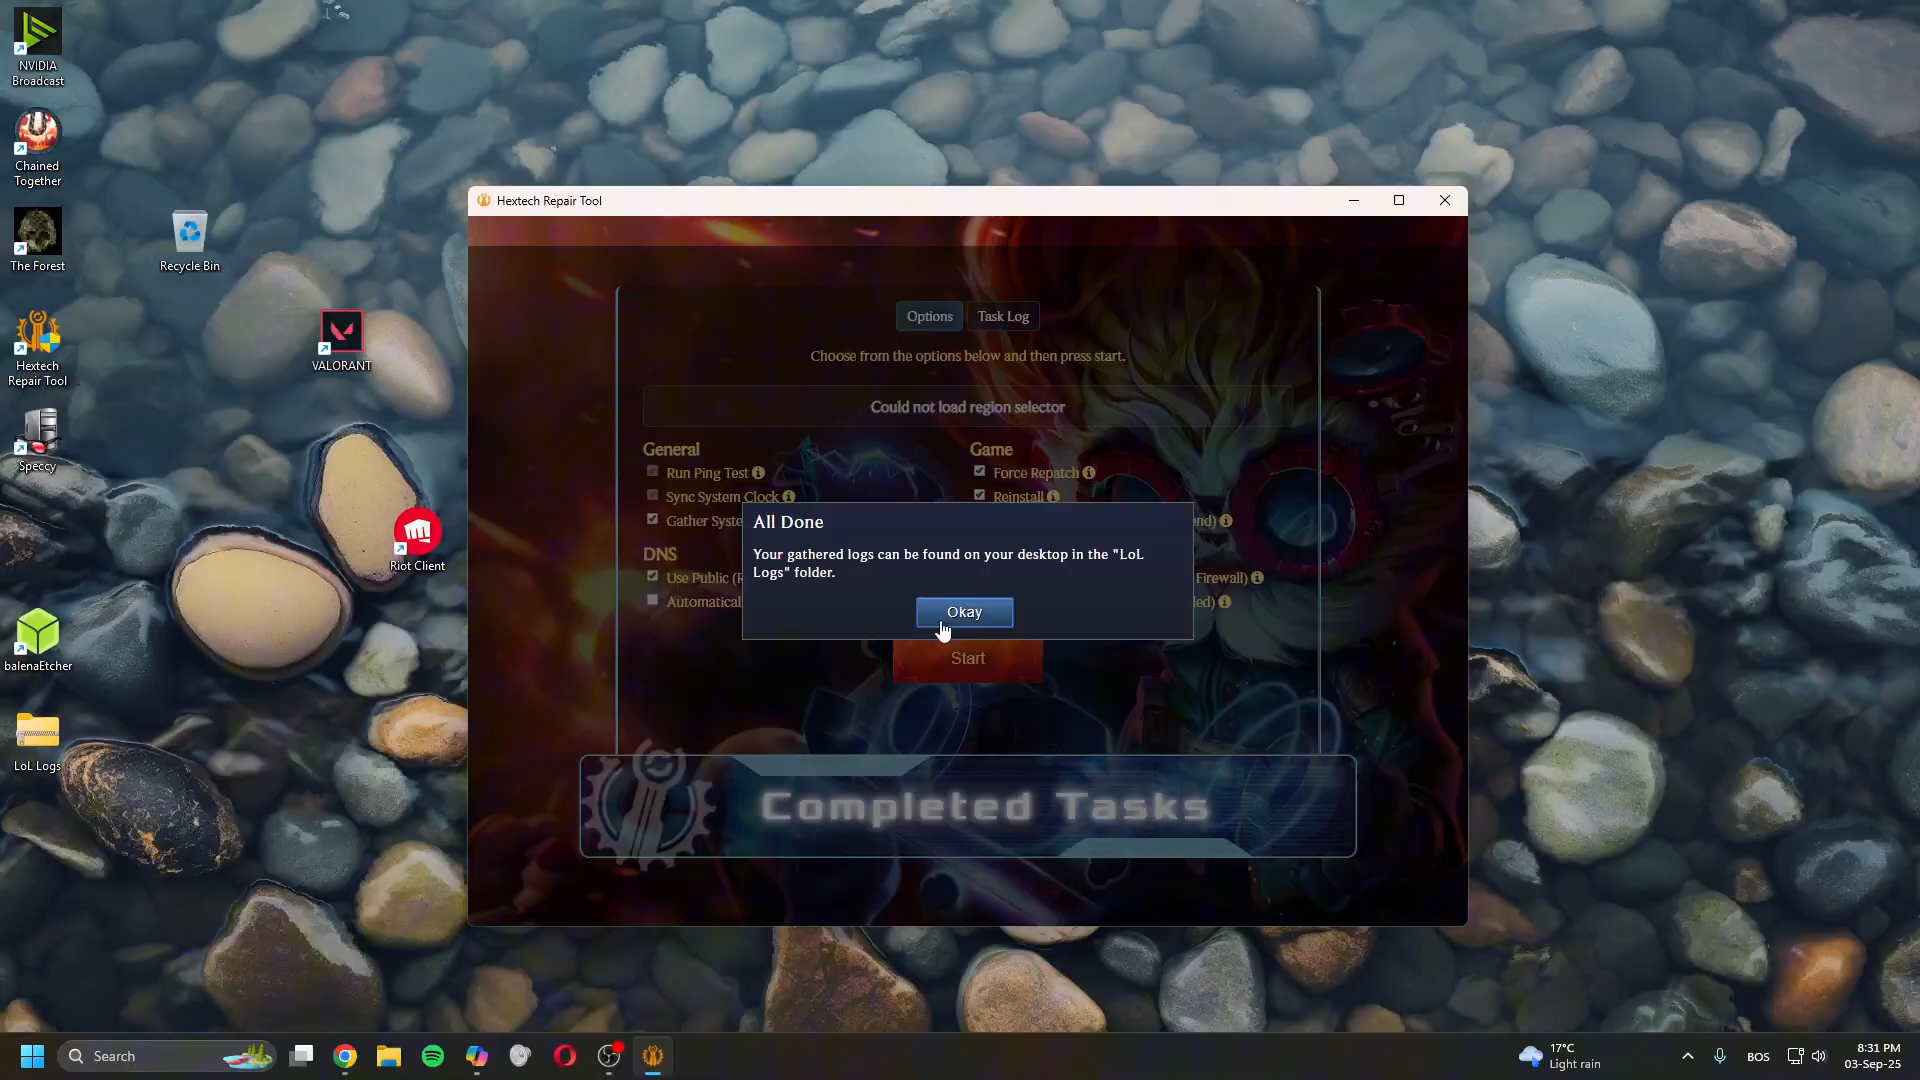 NVIDIA
Broadcast
Chained
Together
The Forest
Recycle Bin
Hextech
Repair Tool
VALORANT
Speccy
Riot Client
balenaEtcher
LoL Logs
Hextech Repair Tool
Options
Task Log
Choose from the options below and then press start.
Could not load region selector
General
Run Ping Test
Sync System Clock
Gather Syste
DNS
Use Public (
Automatical
Game
Force Repatch
Reinstall
nd)
Firewall)
led)
All Done
Your gathered logs can be found on your desktop in the "LoL
Logs" folder.
Okay
Start
Completed Tasks
Search
17°C
Light rain
BOS
8:31 PM
03-Sep-25